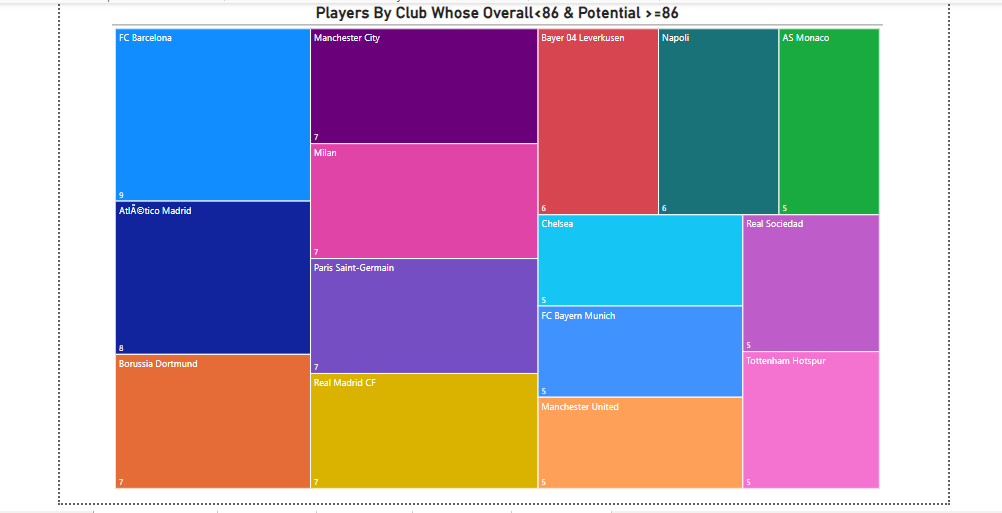 Players By Club Whose Overall<86 & Potential >=86
FC Barcelona
9
AtlÃ©tico Madrid
8
Borussia Dortmund
7
Manchester City
7
Milan
7
Paris Saint-Germain
7
Real Madrid CF
7
Bayer 04 Leverkusen
6
Napoli
6
AS Monaco
5
Chelsea
5
FC Bayern Munich
5
Manchester United
5
Real Sociedad
5
Tottenham Hotspur
5